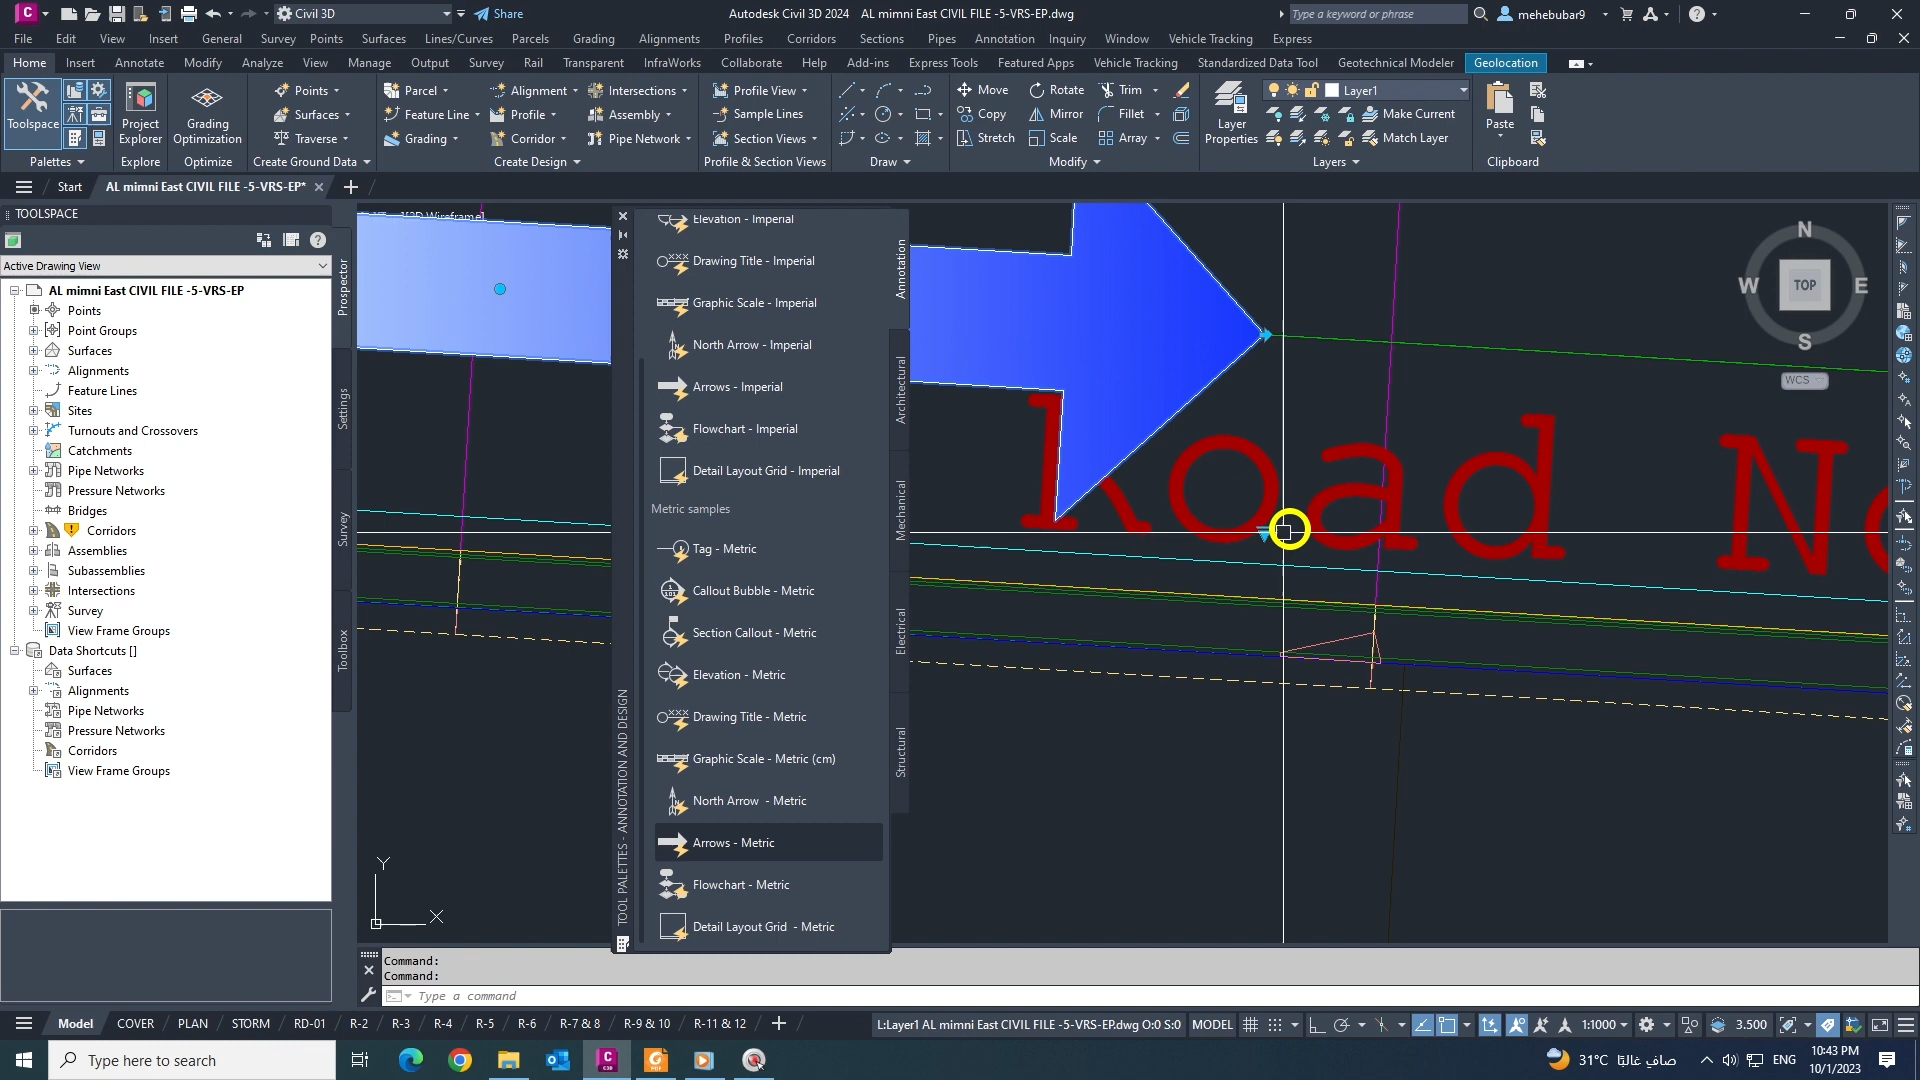 Civil 3D
Share
Autodesk Civil 3D 2024 AL mimni East CIVIL FILE -5-VRS-EP.dwg
Type a keyword or phrase
mehebubar9
File Edit View Insert General Survey Points Surfaces Lines/Curves Parcels Grading Alignments Profiles Corridors Sections Pipes Annotation Inquiry Window Vehicle Tracking Express
Home Insert Annotate Modify Analyze View Manage Output Survey Rail Transparent InfraWorks Collaborate Help Add-ins Express Tools Featured Apps Vehicle Tracking Standardized Data Tool Geotechnical Modeler Geolocation
Points Parcel Alignment Intersections Profile View Move Rotate Trim Layer1
Toolspace Project Explorer Grading Optimization Surfaces Feature Line Profile Assembly Sample Lines Copy Mirror Fillet Layer Properties Make Current Paste
Traverse Grading Corridor Pipe Network Section Views Stretch Scale Array Match Layer
Palettes Explore Optimize Create Ground Data Create Design Profile & Section Views Draw Modify Layers Clipboard
Start AL mimni East CIVIL FILE -5-VRS-EP*
TOOLSPACE
Active Drawing View
AL mimni East CIVIL FILE -5-VRS-EP
Points
Point Groups
Surfaces
Alignments
Feature Lines
Sites
Turnouts and Crossovers
Catchments
Pipe Networks
Pressure Networks
Bridges
Corridors
Assemblies
Subassemblies
Intersections
Survey
View Frame Groups
Data Shortcuts []
Surfaces
Alignments
Pipe Networks
Pressure Networks
Corridors
View Frame Groups
Prospector
Settings
Survey
Toolbox
[2D Wireframe]
Elevation - Imperial
Drawing Title - Imperial
Graphic Scale - Imperial
North Arrow - Imperial
Arrows - Imperial
Flowchart - Imperial
Detail Layout Grid - Imperial
Metric samples
Tag - Metric
Callout Bubble - Metric
Section Callout - Metric
Elevation - Metric
Drawing Title - Metric
Graphic Scale - Metric (cm)
North Arrow - Metric
Arrows - Metric
Flowchart - Metric
Detail Layout Grid - Metric
TOOL PALETTES - ANNOTATION AND DESIGN
Annotation
Architectural
Mechanical
Electrical
Structural
Road No
N
W TOP E
S
WCS
Y
X
Command:
Command:
Type a command
Model COVER PLAN STORM RD-01 R-2 R-3 R-4 R-5 R-6 R-7 & 8 R-9 & 10 R-11 & 12
L:Layer1 AL mimni East CIVIL FILE -5-VRS-EP.dwg O:0 S:0 MODEL 1:1000 3.500
Type here to search
31°C صافٍ غالبًا
ENG
10:43 PM
10/1/2023